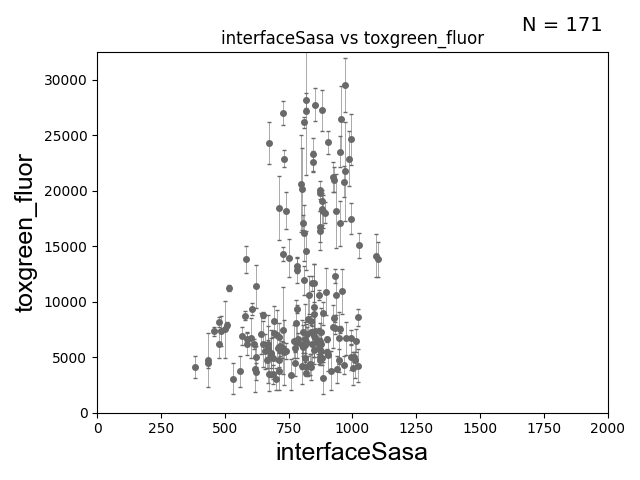 N = 171
interfaceSasa vs toxgreen_fluor
toxgreen_fluor
30000
25000
20000
15000
10000
5000
0
0 250 500 750 1000 1250 1500 1750 2000
interfaceSasa